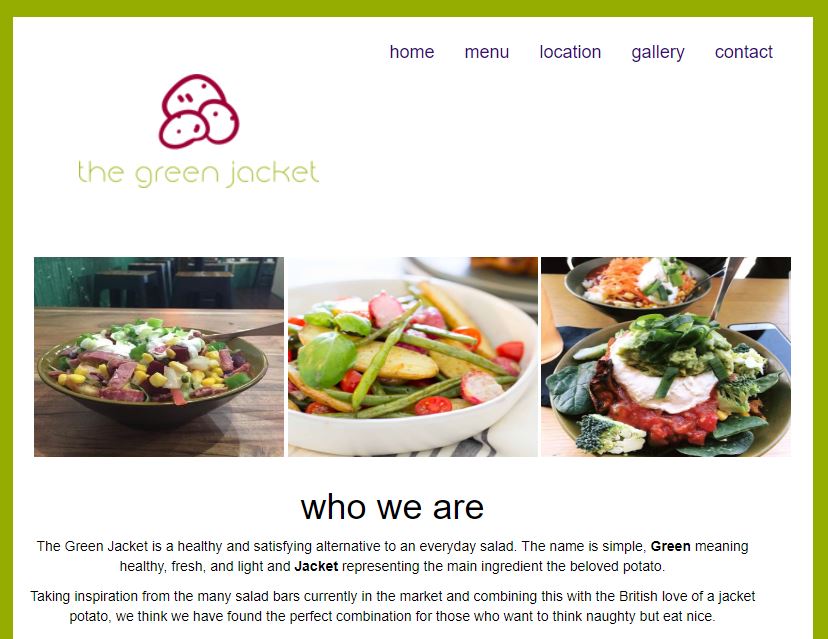 home menu location gallery contact
the green jacket
who we are
The Green Jacket is a healthy and satisfying alternative to an everyday salad. The name is simple, Green meaning
healthy, fresh, and light and Jacket representing the main ingredient the beloved potato.
Taking inspiration from the many salad bars currently in the market and combining this with the British love of a jacket
potato, we think we have found the perfect combination for those who want to think naughty but eat nice.